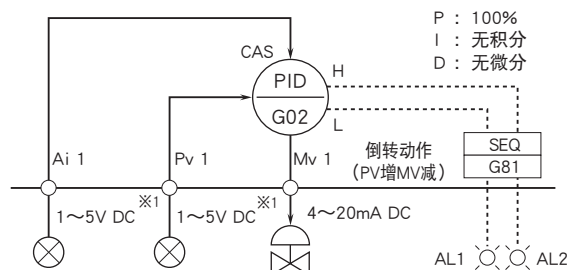 P : 100%
I : 无积分
D : 无微分
CAS
PID
G02
H
L
Ai 1
Pv 1
Mv 1
倒转动作
（PV增MV减）
SEQ
G81
※1
※1
1～5V DC
1～5V DC
4～20mA DC
AL1
AL2